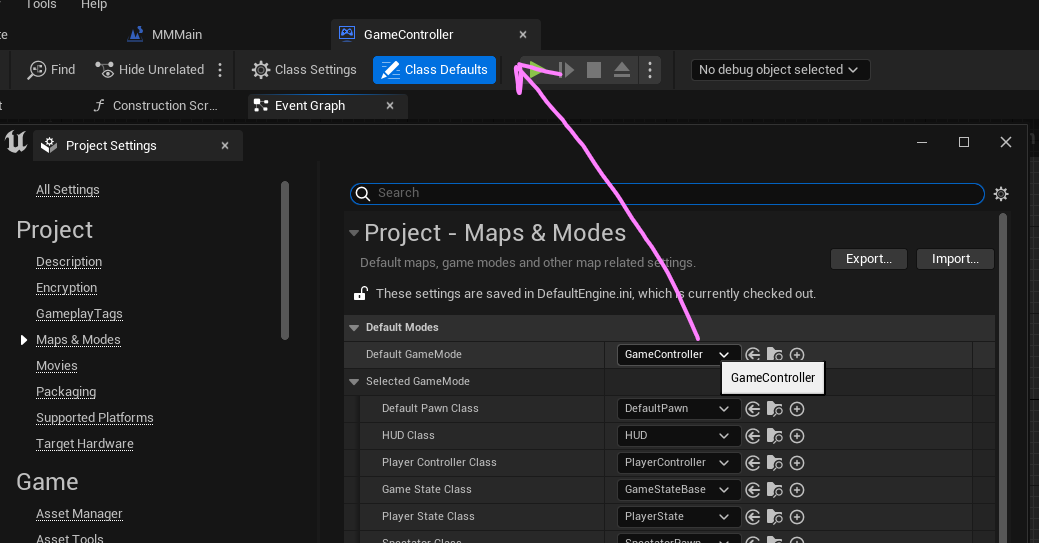 Tools Help
MMMain GameController
Find Hide Unrelated Class Settings Class Defaults No debug object selected
Construction Scr... Event Graph
Project Settings
All Settings
Project
Description
Encryption
GameplayTags
Maps & Modes
Movies
Packaging
Supported Platforms
Target Hardware
Game
Asset Manager
Asset Tools
Search
Project - Maps & Modes
Default maps, game modes and other map related settings.
Export... Import...
These settings are saved in DefaultEngine.ini, which is currently checked out.
Default Modes
Default GameMode GameController
GameController
Selected GameMode
Default Pawn Class DefaultPawn
HUD Class HUD
Player Controller Class PlayerController
Game State Class GameStateBase
Player State Class PlayerState
Spectator Class SpectatorPawn